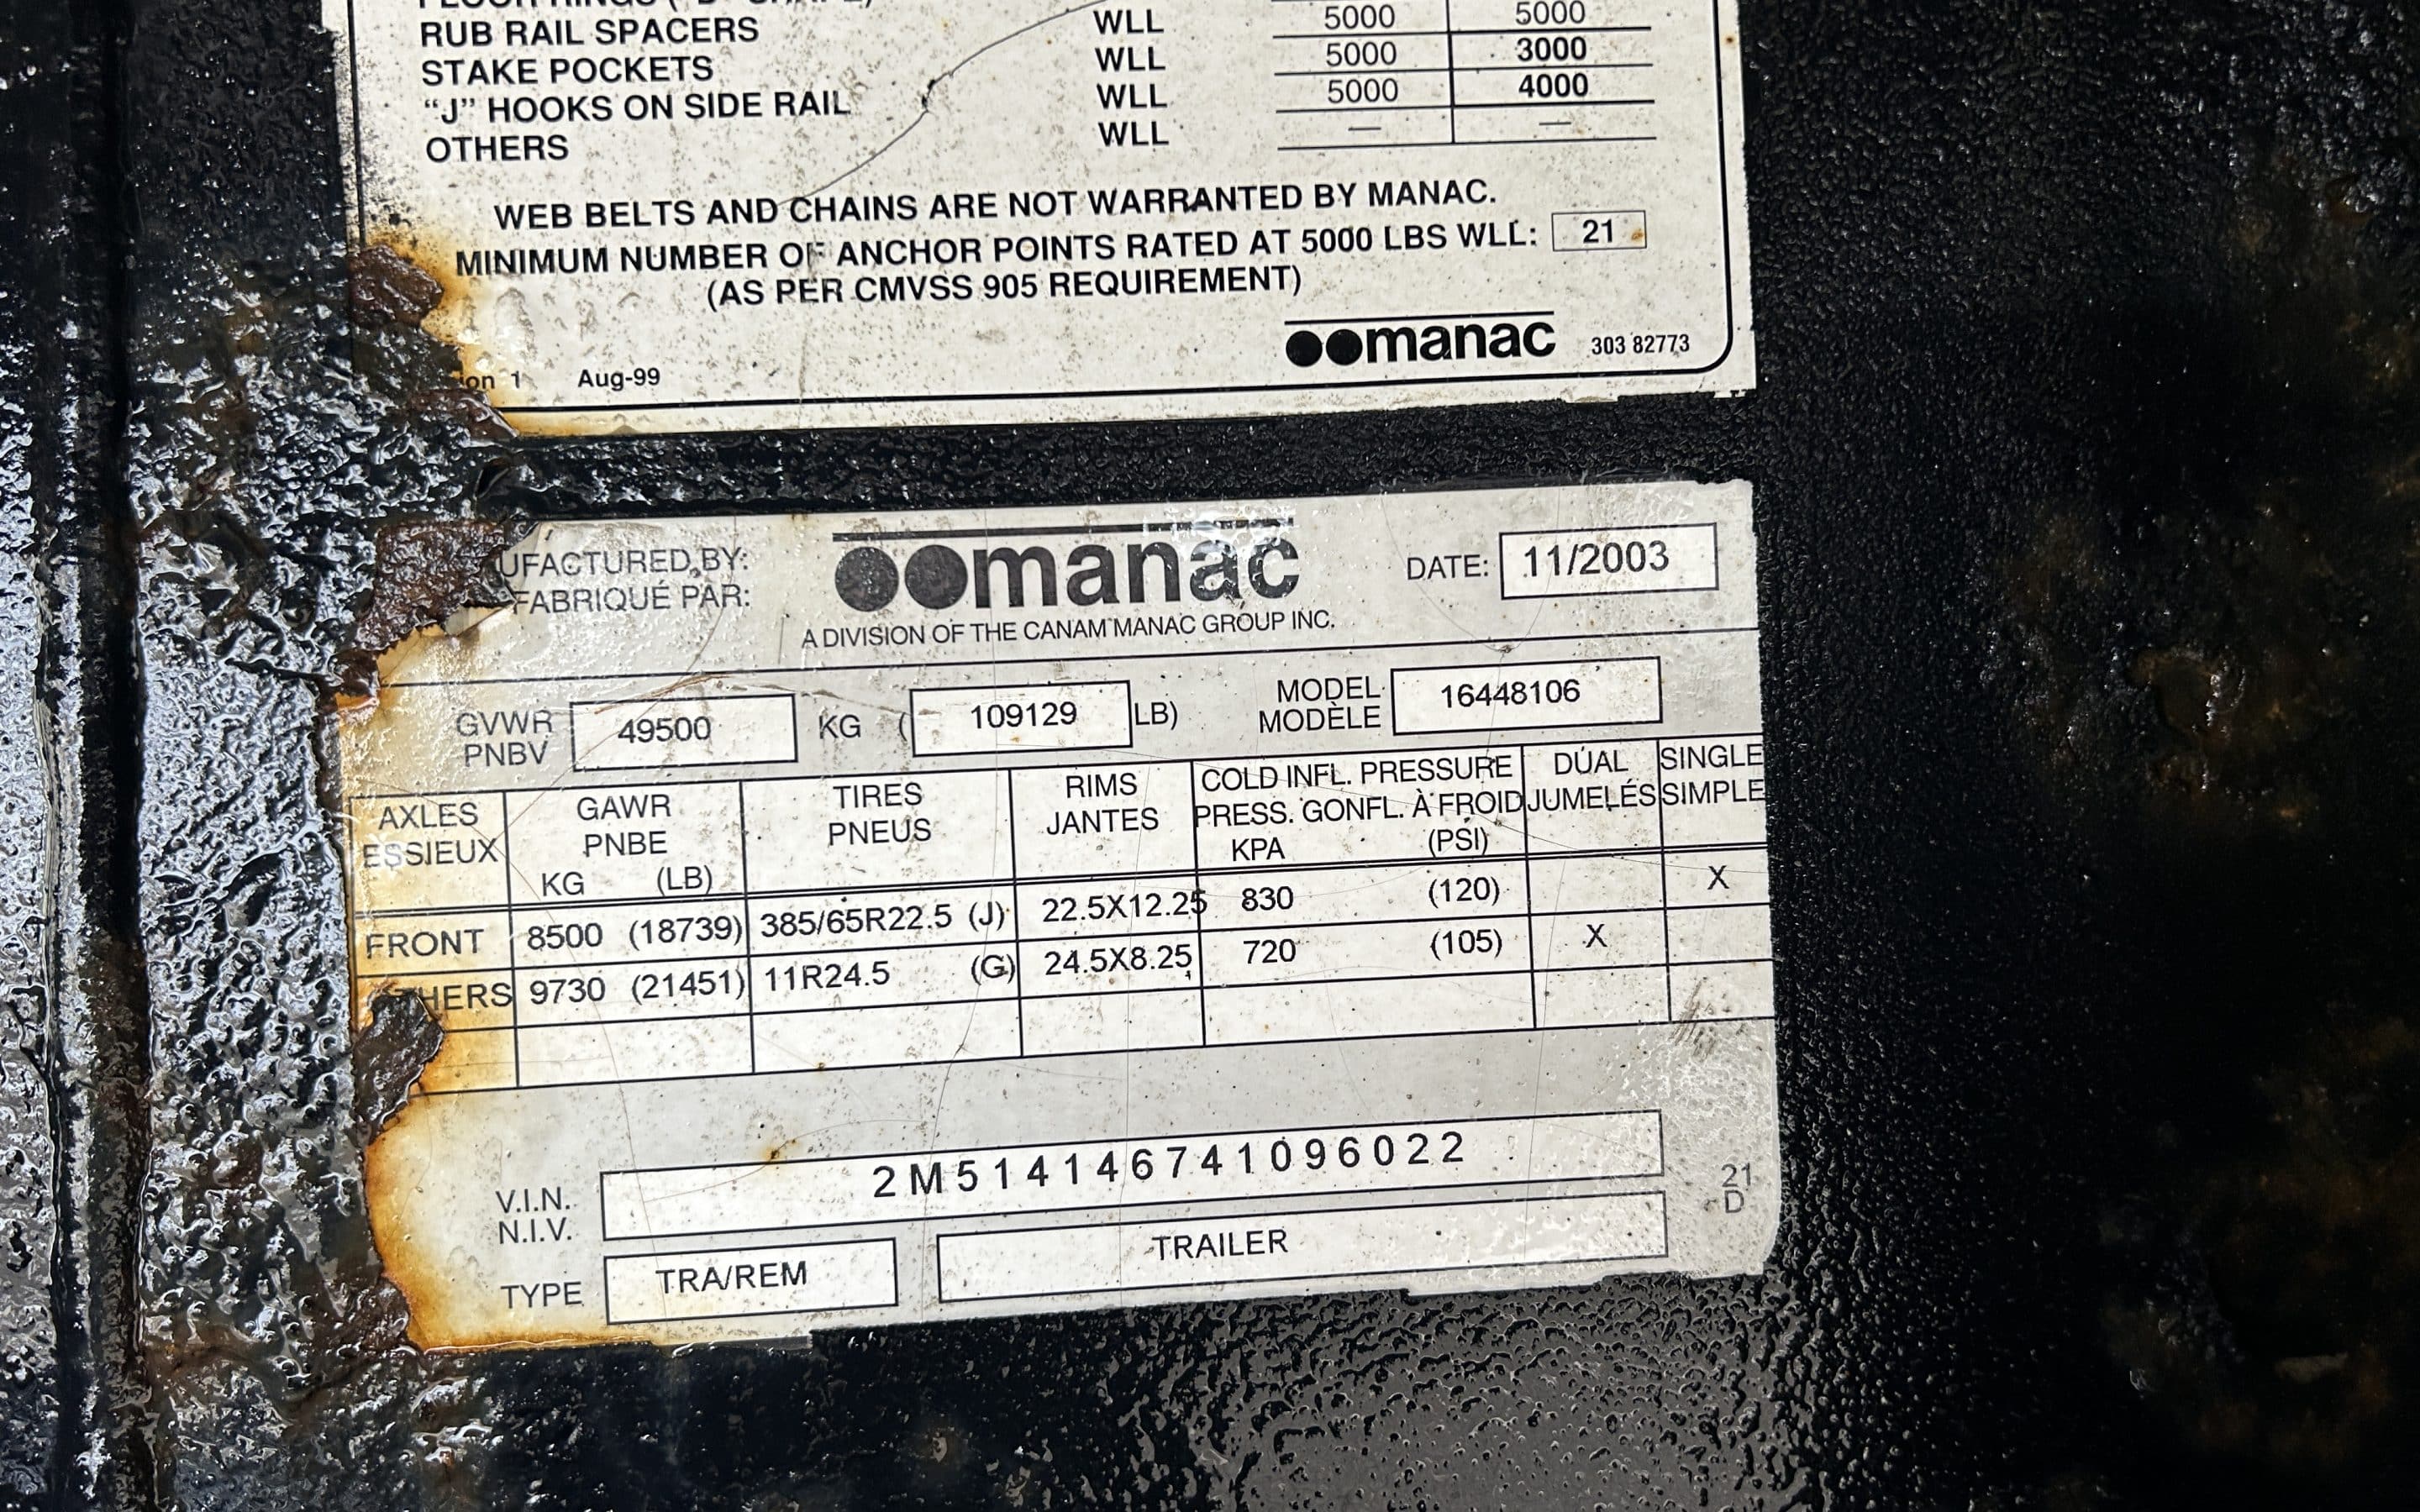 RUB RAIL SPACERS WLL 5000 5000
STAKE POCKETS WLL 5000 3000
“J” HOOKS ON SIDE RAIL WLL 5000 4000
OTHERS WLL — —
WEB BELTS AND CHAINS ARE NOT WARRANTED BY MANAC.
MINIMUM NUMBER OF ANCHOR POINTS RATED AT 5000 LBS WLL: 21
(AS PER CMVSS 905 REQUIREMENT)
manac 303 82773
on 1 Aug-99
UFACTURED BY: manac DATE: 11/2003
FABRIQUÉ PAR:
A DIVISION OF THE CANAM MANAC GROUP INC.
GVWR 49500 KG ( 109129 LB) MODEL 16448106
PNBV MODÈLE
AXLES GAWR TIRES RIMS COLD INFL. PRESSURE DUAL SINGLE
ESSIEUX PNBE PNEUS JANTES PRESS. GONFL. À FROID JUMELÉS SIMPLE
KG (LB) KPA (PSI)
FRONT 8500 (18739) 385/65R22.5 (J) 22.5X12.25 830 (120) X
OTHERS 9730 (21451) 11R24.5 (G) 24.5X8.25 720 (105) X
V.I.N. 2M514146741096022
N.I.V.
21
D
TYPE TRA/REM TRAILER